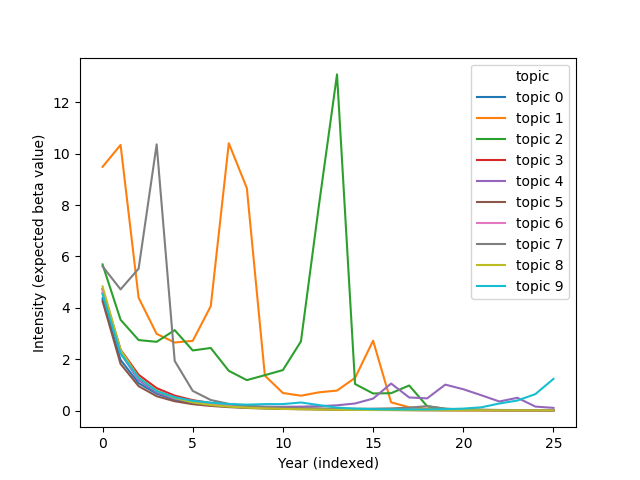 topic
topic 0
topic 1
topic 2
topic 3
topic 4
topic 5
topic 6
topic 7
topic 8
topic 9
12
10
8
6
4
2
0
Intensity (expected beta value)
0 5 10 15 20 25
Year (indexed)